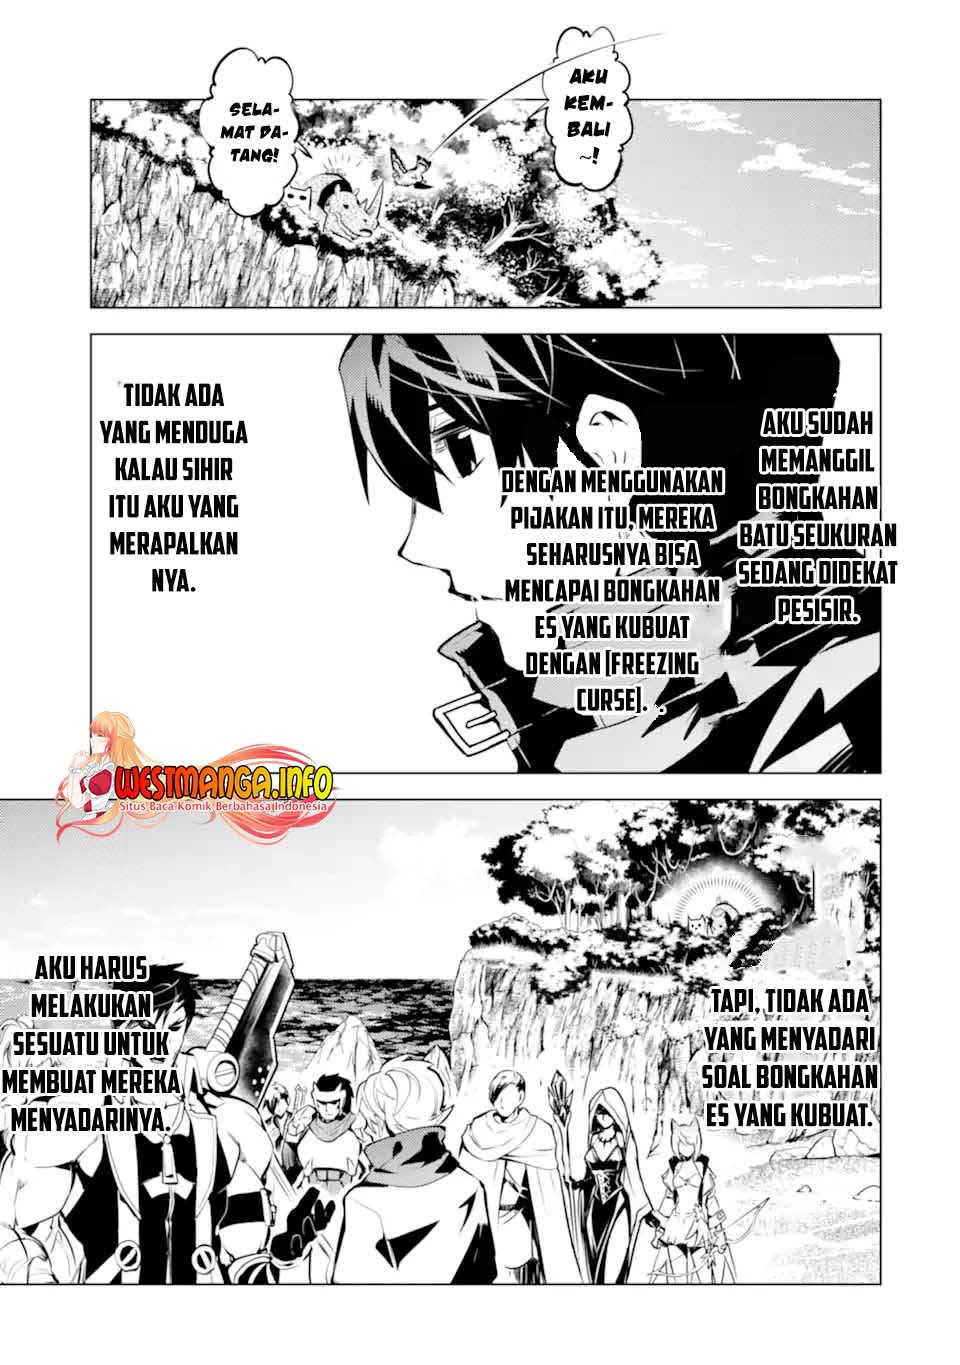 AKU
KEM-
BALI
~!
SELA-
MAT DA-
TANG!
AKU SUDAH
MEMANGGIL
BONGKAHAN
BATU SEUKURAN
SEDANG DIDEKAT
PESISIR.
DENGAN MENGGUNAKAN
PIJAKAN ITU, MEREKA
SEHARUSNYA BISA
MENCAPAI BONGKAHAN
ES YANG KUBUAT
DENGAN [FREEZING
CURSE].
TIDAK ADA
YANG MENDUGA
KALAU SIHIR
ITU AKU YANG
MERAPALKAN
NYA.
WESTMANGA.INFO
Situs Baca Komik Berbahasa Indonesia
TAPI, TIDAK ADA
YANG MENYADARI
SOAL BONGKAHAN
ES YANG KUBUAT.
AKU HARUS
MELAKUKAN
SESUATU UNTUK
MEMBUAT MEREKA
MENYADARINYA.